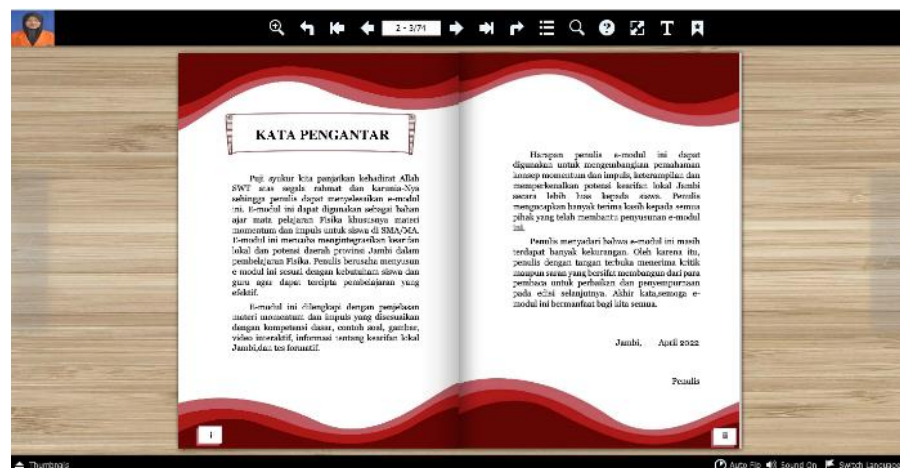 2 - 3/74
KATA PENGANTAR
Puji syukur kita panjatkan kehadirat Allah
SWT atas segala rahmat dan karunia-Nya
sehingga penulis dapat menyelesaikan e-modul
ini. E-modul ini dapat digunakan sebagai bahan
ajar mata pelajaran Fisika khususnya materi
momentum dan impuls untuk siswa di SMA/MA.
E-modul ini mencoba mengintegrasikan kearifan
lokal dan potensi daerah provinsi Jambi dalam
pembelajaran Fisika. Penulis berusaha menyusun
e modul ini sesuai dengan kebutuhan siswa dan
guru agar dapat tercipta pembelajaran yang
efektif.
E-modul ini dilengkapi dengan penjelasan
materi momentum dan impuls yang disesuaikan
dengan kompetensi dasar, contoh soal, gambar,
video interaktif, informasi tentang kearifan lokal
Jambi,dan tes formatif.
i
Harapan penulis e-modul ini dapat
digunakan untuk mengembangkan pemahaman
konsep momentum dan impuls, keterampilan dan
memperkenalkan potensi kearifan lokal Jambi
secara lebih luas kepada siswa. Penulis
mengucapkan banyak terima kasih kepada semua
pihak yang telah membantu penyusunan e-modul
ini.
Penulis menyadari bahwa e-modul ini masih
terdapat banyak kekurangan. Oleh karena itu,
penulis dengan tangan terbuka menerima kritik
maupun saran yang bersifat membangun dari para
pembaca untuk perbaikan dan penyempurnaan
pada edisi selanjutnya. Akhir kata,semoga e-
modul ini bermanfaat bagi kita semua.
Jambi, April 2022
Penulis
ii
Thumbnails
Auto Flip Sound On Switch Language